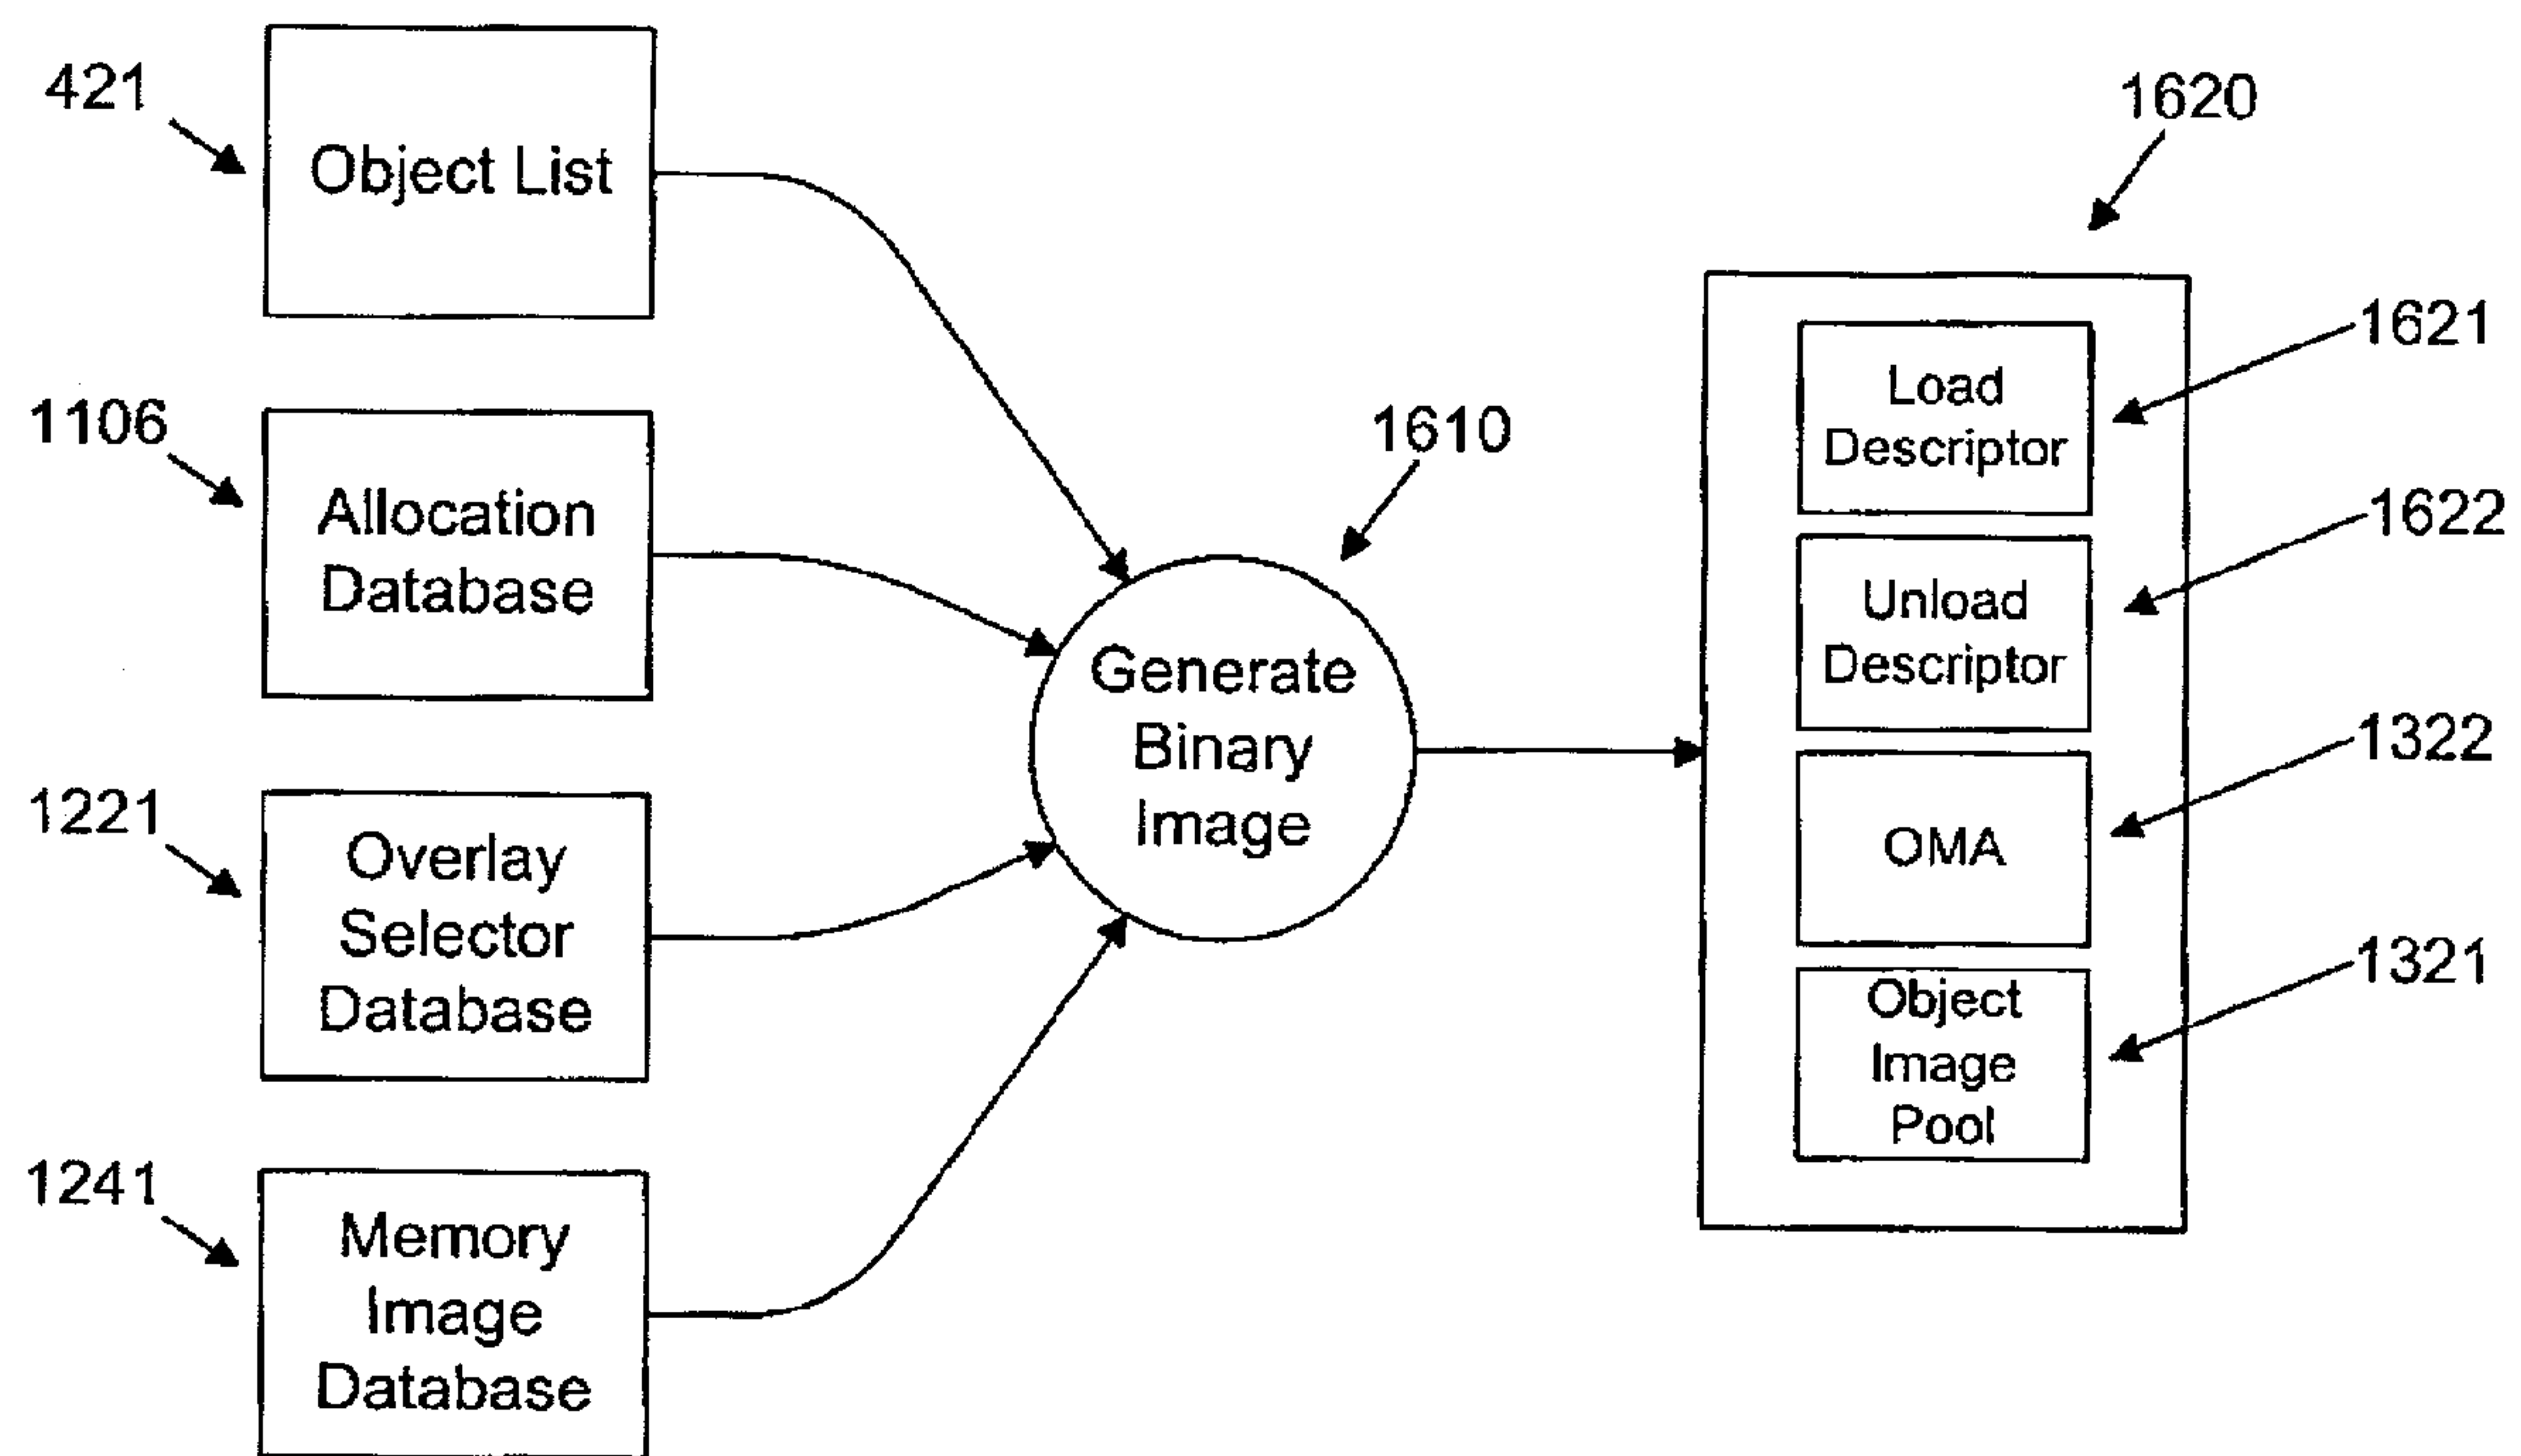 421
Object List
1106
Allocation
Database
1221
Overlay
Selector
Database
1241
Memory
Image
Database
1610
Generate
Binary
Image
1620
Load
Descriptor
1621
Unload
Descriptor
1622
OMA
1322
Object
Image
Pool
1321